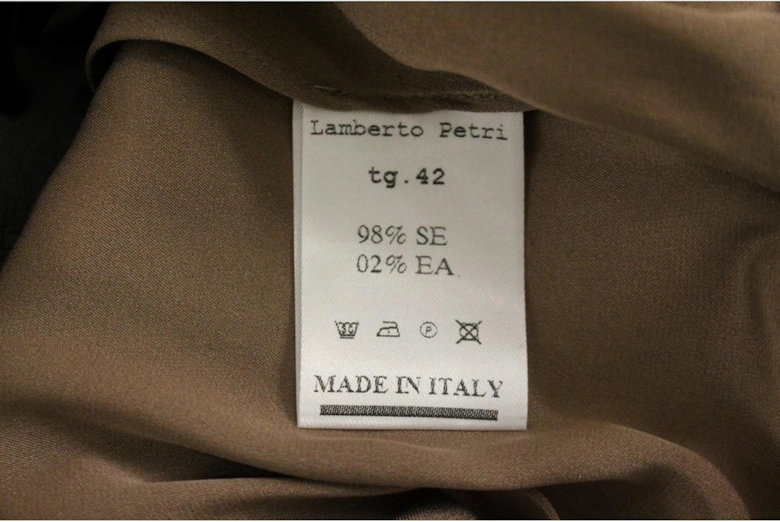 Lamberto Petri
tg.42
98% SE
02% EA
P
MADE IN ITALY